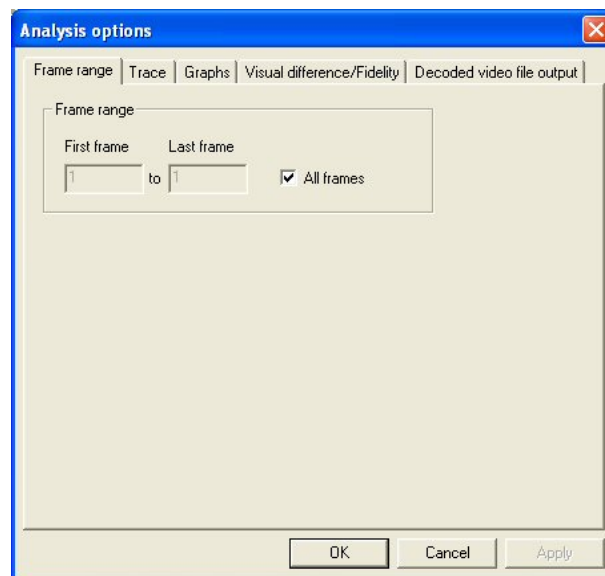 Analysis options
Frame range Trace Graphs Visual difference/Fidelity Decoded video file output
Frame range
First frame Last frame
1 to 1 All frames
OK Cancel Apply